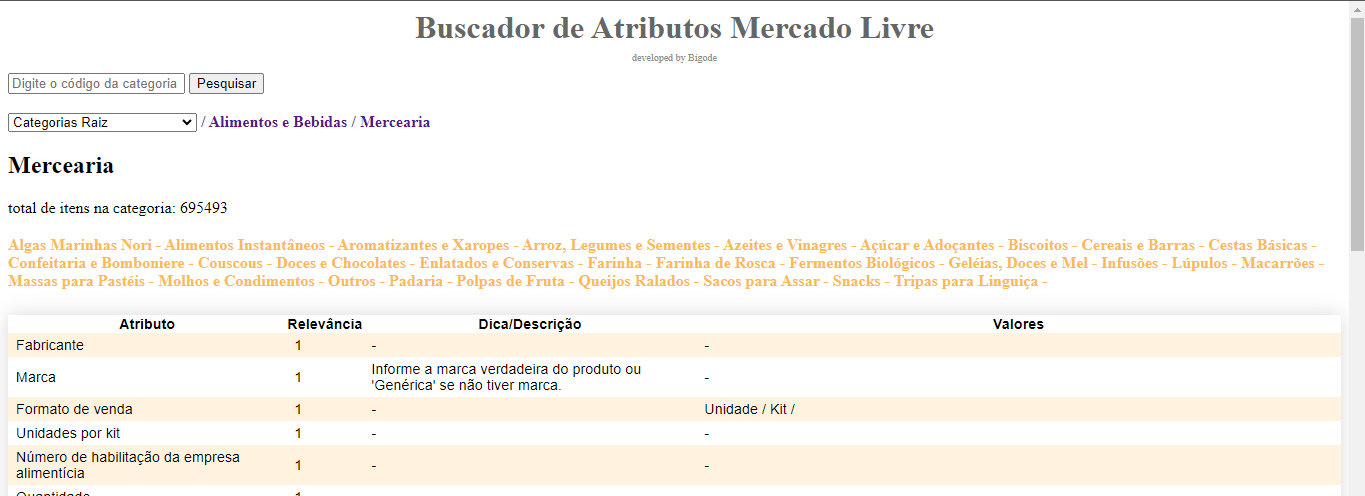 Buscador de Atributos Mercado Livre
developed by Bigode
Digite o código da categoria Pesquisar
Categorias Raiz / Alimentos e Bebidas / Mercearia
Mercearia
total de itens na categoria: 695493
Algas Marinhas Nori - Alimentos Instantâneos - Aromatizantes e Xaropes - Arroz, Legumes e Sementes - Azeites e Vinagres - Açúcar e Adoçantes - Biscoitos - Cereais e Barras - Cestas Básicas -
Confeitaria e Bomboniere - Couscous - Doces e Chocolates - Enlatados e Conservas - Farinha - Farinha de Rosca - Fermentos Biológicos - Geléias, Doces e Mel - Infusões - Lúpulos - Macarrões -
Massas para Pastéis - Molhos e Condimentos - Outros - Padaria - Polpas de Fruta - Queijos Ralados - Sacos para Assar - Snacks - Tripas para Linguiça -
Atributo Relevância Dica/Descrição Valores
Fabricante 1 - -
Marca 1 Informe a marca verdadeira do produto ou
'Genérica' se não tiver marca. -
Formato de venda 1 - Unidade / Kit /
Unidades por kit 1 - -
Número de habilitação da empresa
alimentícia 1 - -
Quantidade 1